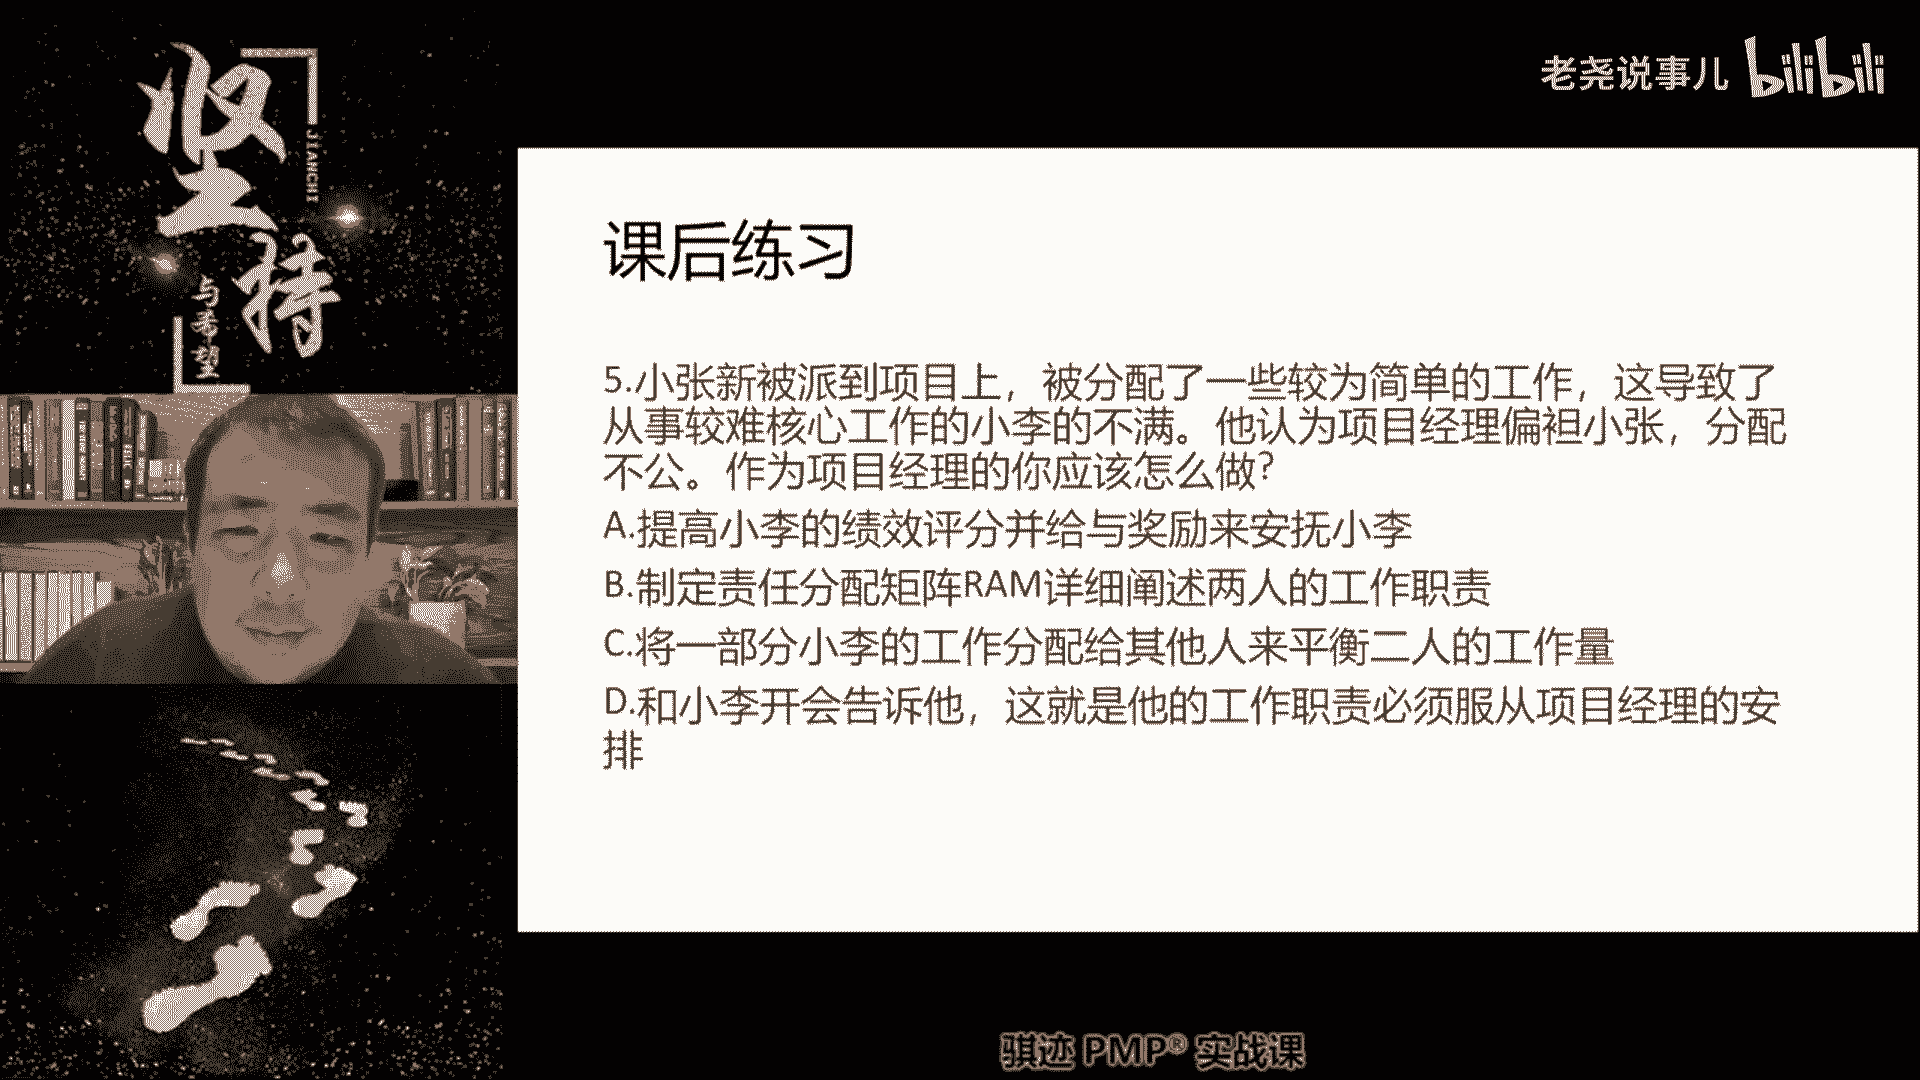 坚
JIANCHI
持
与希望
老尧说事儿 bilibili
课后练习
5.小张新被派到项目上，被分配了一些较为简单的工作，这导致了
从事较难核心工作的小李的不满。他认为项目经理偏袒小张，分配
不公。作为项目经理的你应该怎么做?
A.提高小李的绩效评分并给与奖励来安抚小李
B.制定责任分配矩阵RAM详细阐述两人的工作职责
C.将一部分小李的工作分配给其他人来平衡二人的工作量
D.和小李开会告诉他，这就是他的工作职责必须服从项目经理的安
排
骐迹 PMP® 实战课